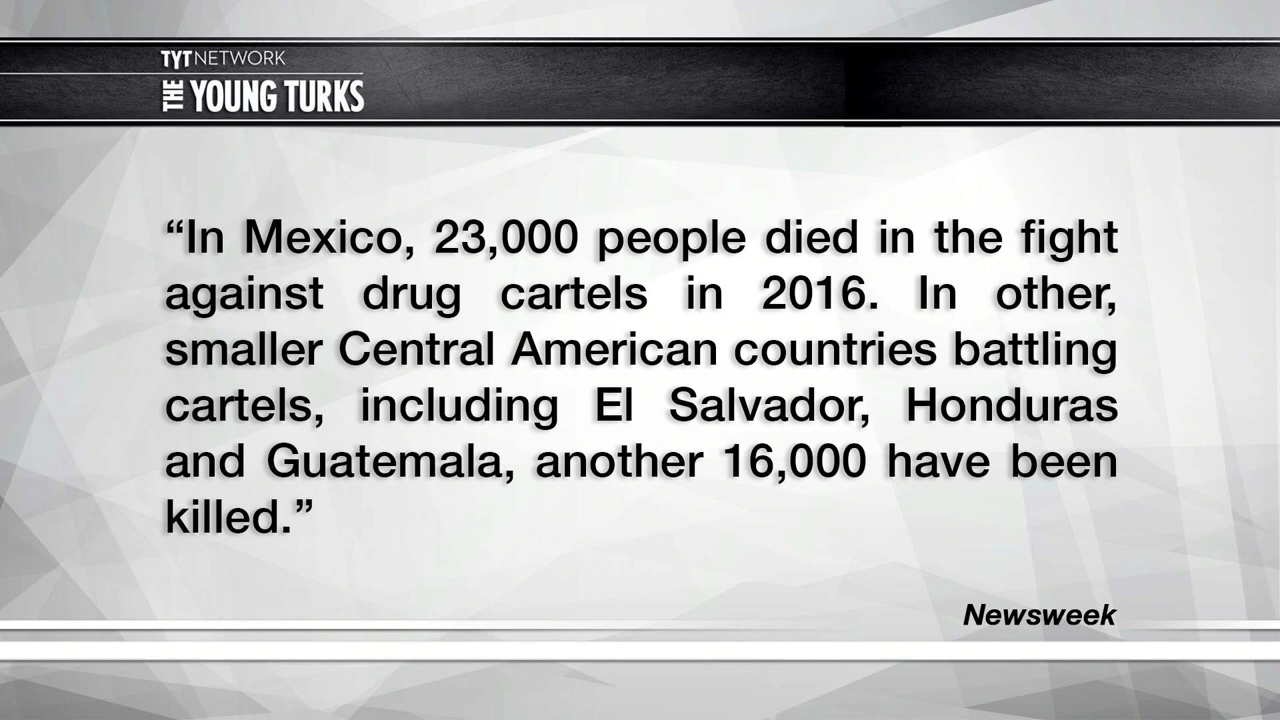 TYT NETWORK
THE YOUNG TURKS
“In Mexico, 23,000 people died in the fight
against drug cartels in 2016. In other,
smaller Central American countries battling
cartels, including El Salvador, Honduras
and Guatemala, another 16,000 have been
killed.”
Newsweek